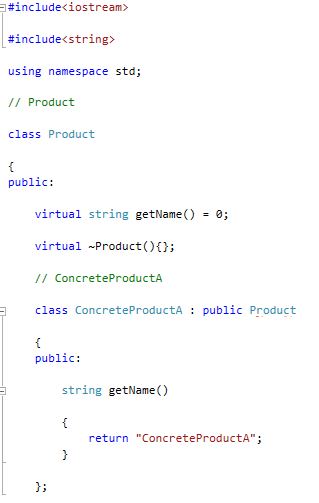 #include<iostream>
#include<string>
using namespace std;
// Product
class Product
{
public:
virtual string getName() = 0;
virtual ~Product(){};
// ConcreteProductA
class ConcreteProductA : public Product
{
public:
string getName()
{
return "ConcreteProductA";
}
};